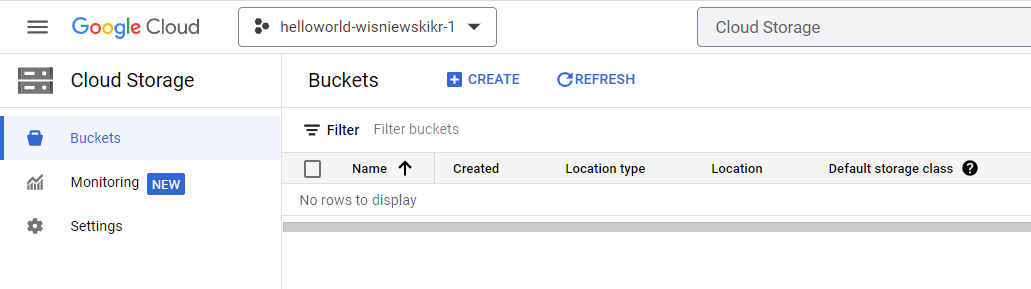 Google Cloud
helloworld-wisniewskikr-1
Cloud Storage
Cloud Storage
Buckets
CREATE
REFRESH
Buckets
Monitoring NEW
Settings
Filter Filter buckets
Name Created Location type Location Default storage class ?
No rows to display